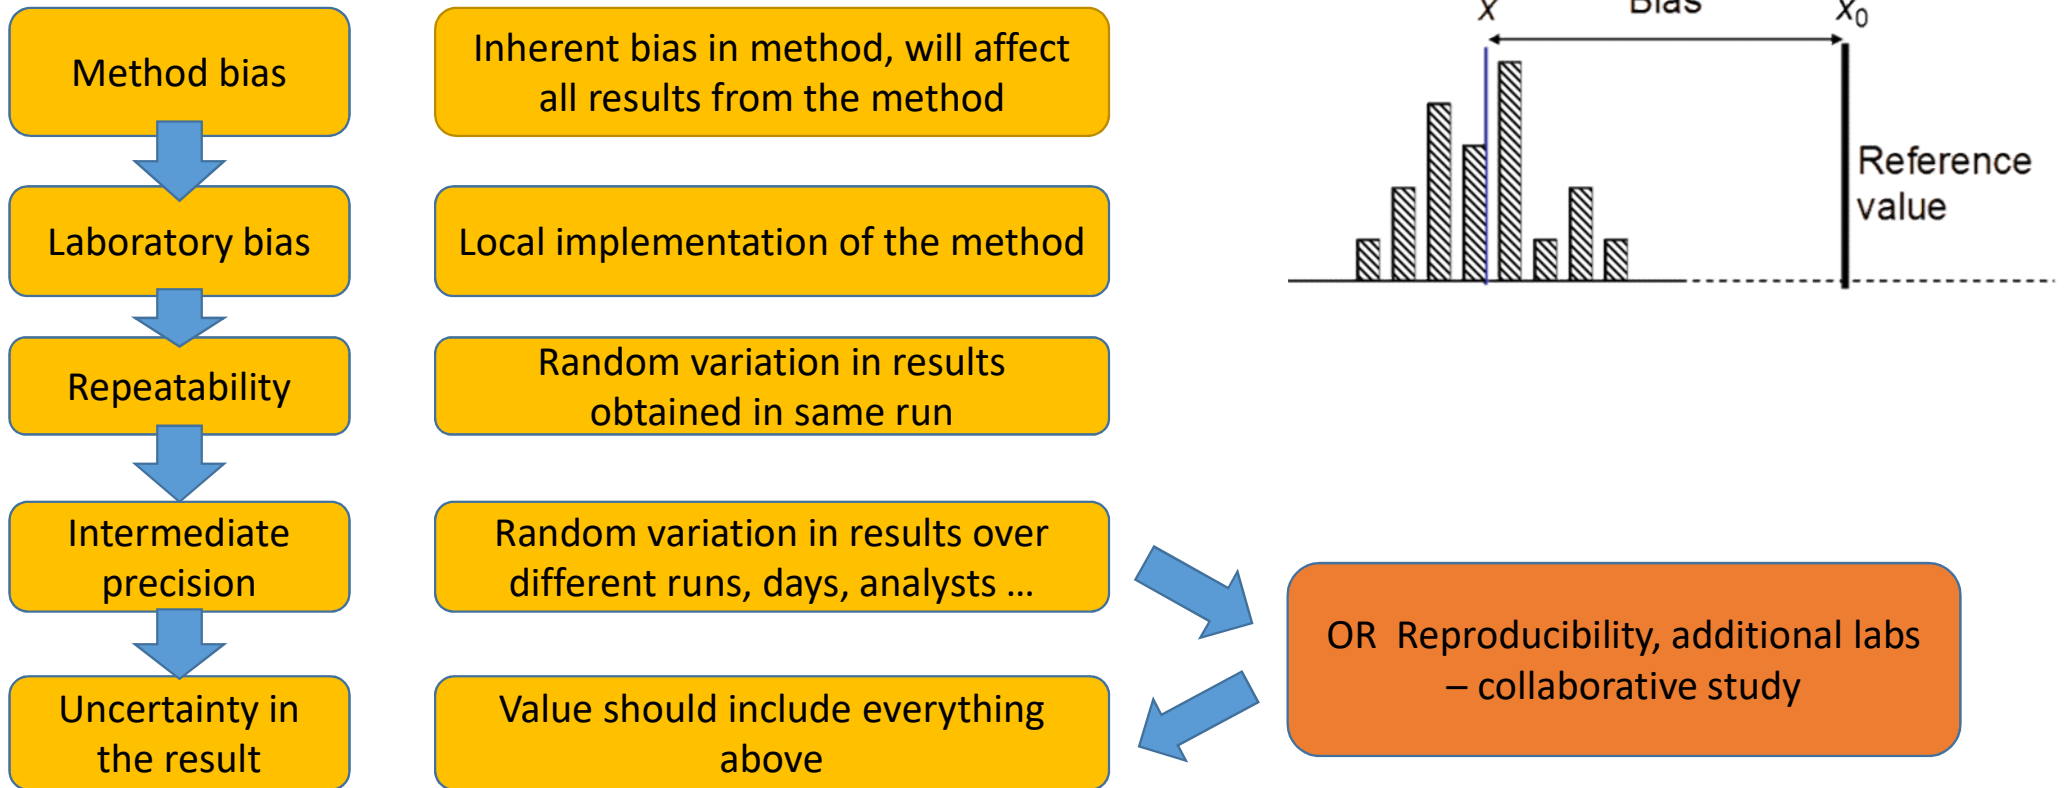 Method bias
Inherent bias in method, will affect
all results from the method
Laboratory bias
Local implementation of the method
Repeatability
Random variation in results
obtained in same run
Intermediate
precision
Random variation in results over
different runs, days, analysts ...
Uncertainty in
the result
Value should include everything
above
x Bias x₀
Reference
value
OR Reproducibility, additional labs
– collaborative study